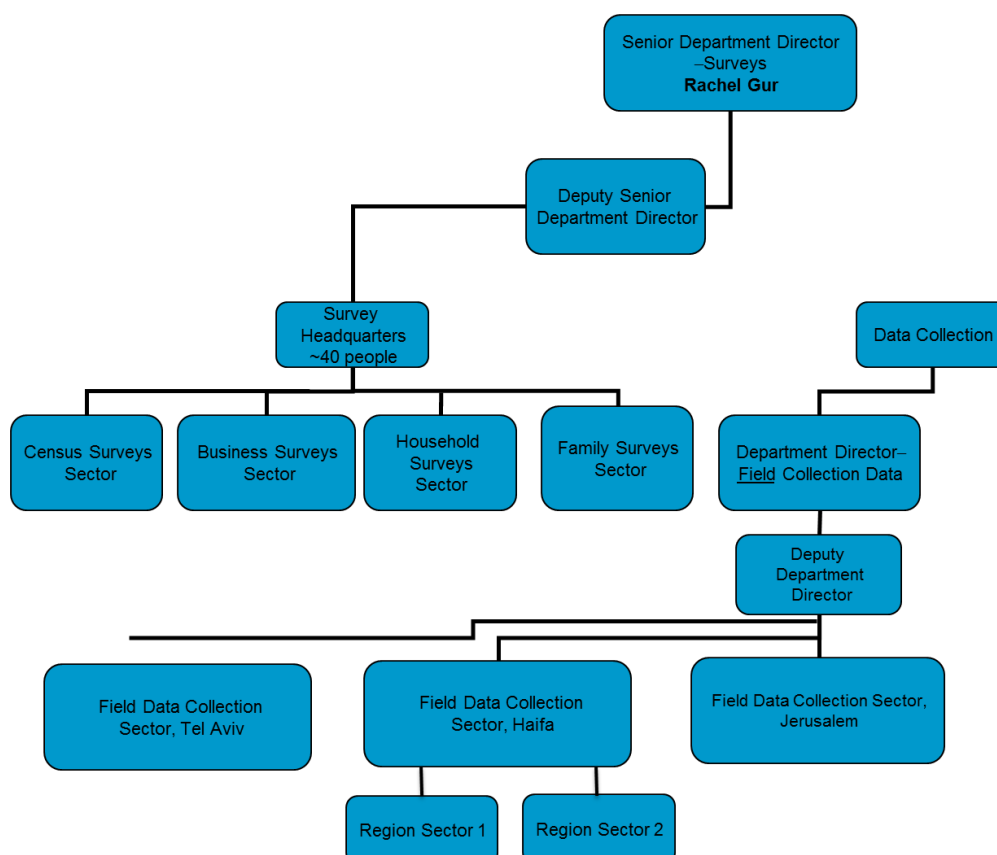 Senior Department Director
–Surveys
Rachel Gur
Deputy Senior
Department Director
Survey
Headquarters
~40 people
Data Collection
Census Surveys
Sector
Business Surveys
Sector
Household
Surveys
Sector
Family Surveys
Sector
Department Director–
Field Collection Data
Deputy
Department
Director
Field Data Collection
Sector, Tel Aviv
Field Data Collection
Sector, Haifa
Field Data Collection Sector,
Jerusalem
Region Sector 1
Region Sector 2